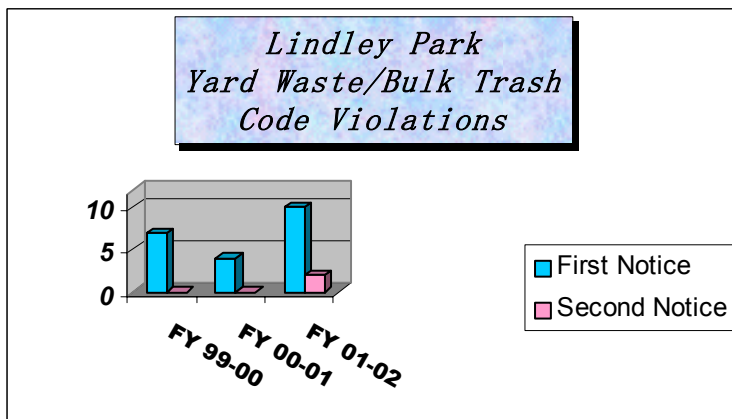 Lindley Park
Yard Waste/Bulk Trash
Code Violations
10
5
0
FY 99-00
FY 00-01
FY 01-02
First Notice
Second Notice